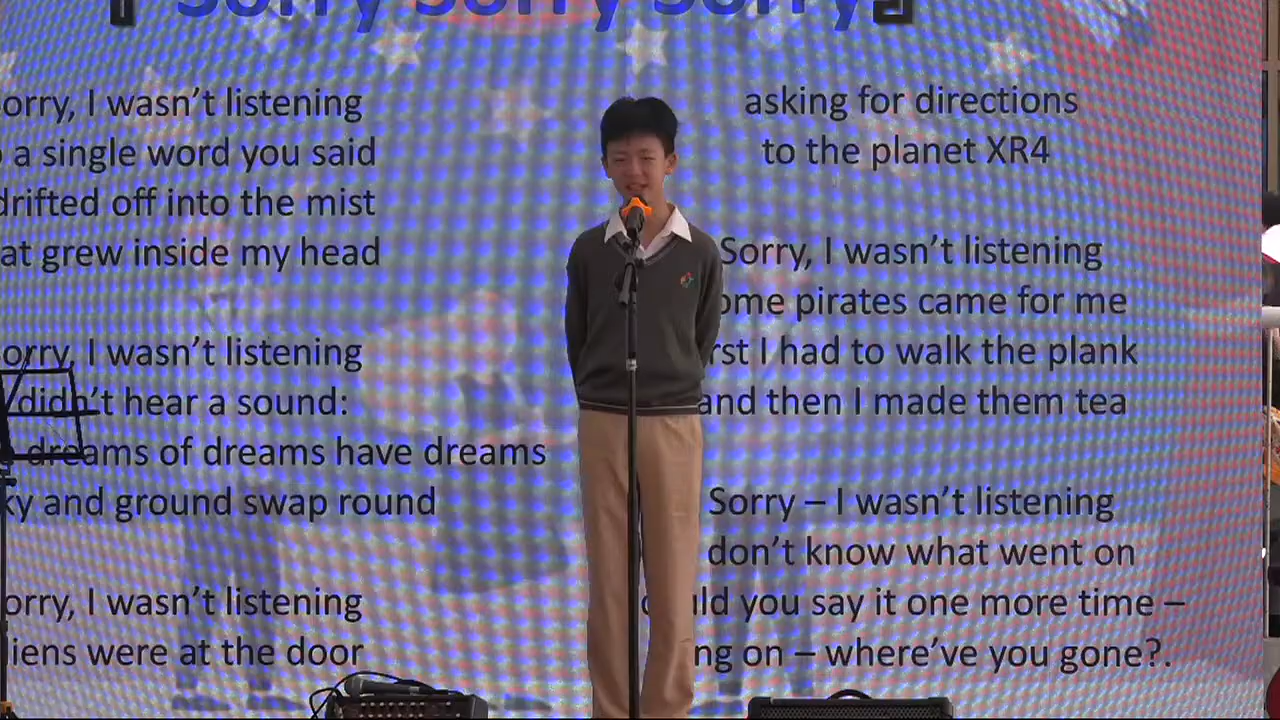 『Sorry Sorry Sorry』
orry, I wasn't listening
a single word you said
drifted off into the mist
at grew inside my head
orry, I wasn't listening
didn't hear a sound:
dreams of dreams have dreams
ky and ground swap round
orry, I wasn't listening
liens were at the door
asking for directions
to the planet XR4
Sorry, I wasn't listening
ome pirates came for me
rst I had to walk the plank
and then I made them tea
Sorry – I wasn't listening
don't know what went on
uld you say it one more time –
ng on – where've you gone?.